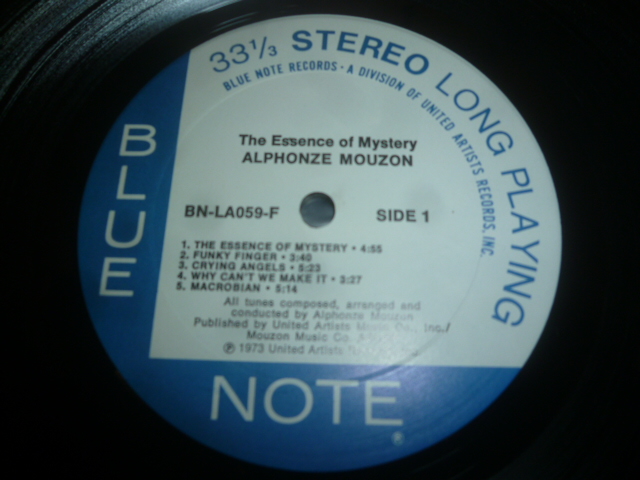 33⅓ STEREO LONG PLAYING
BLUE NOTE RECORDS · A DIVISION OF UNITED ARTISTS RECORDS, INC.
BLUE
The Essence of Mystery
ALPHONZE MOUZON
BN-LA059-F SIDE 1
1. THE ESSENCE OF MYSTERY • 4:55
2. FUNKY FINGER • 3:40
3. CRYING ANGELS • 5:23
4. WHY CAN'T WE MAKE IT • 3:27
5. MACROBIAN • 5:14
All tunes composed, arranged and
conducted by Alphonze Mouzon
Published by United Artists Music Co., Inc./
Mouzon Music Co.
℗ 1973 United Artists
NOTE®